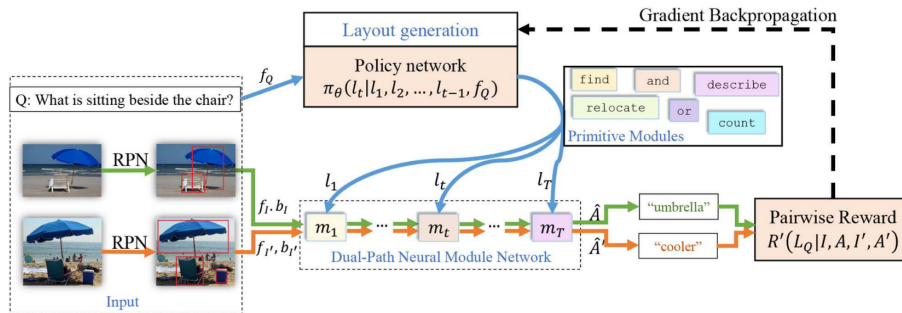 Gradient Backpropagation
Layout generation
Policy network
π_θ(l_t|l_1, l_2, …, l_{t−1}, f_Q)
f_Q
Q: What is sitting beside the chair?
find
and
describe
relocate
or
count
Primitive Modules
RPN
RPN
Input
f_I, b_I
f_{I'}, b_{I'}
l_1
l_t
l_T
m_1
...
m_t
...
m_T
Dual-Path Neural Module Network
Â
Â'
“umbrella”
“cooler”
Pairwise Reward
R'(L_Q|I, A, I', A')